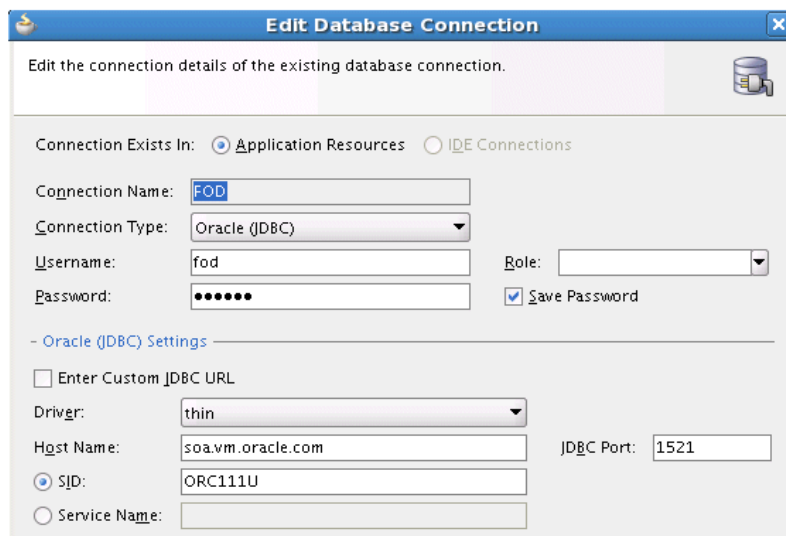 Edit Database Connection
Edit the connection details of the existing database connection.
Connection Exists In: Application Resources IDE Connections
Connection Name: FOD
Connection Type: Oracle (JDBC)
Username: fod Role:
Password: •••••• Save Password
Oracle (JDBC) Settings
Enter Custom JDBC URL
Driver: thin
Host Name: soa.vm.oracle.com JDBC Port: 1521
SID: ORC111U
Service Name: